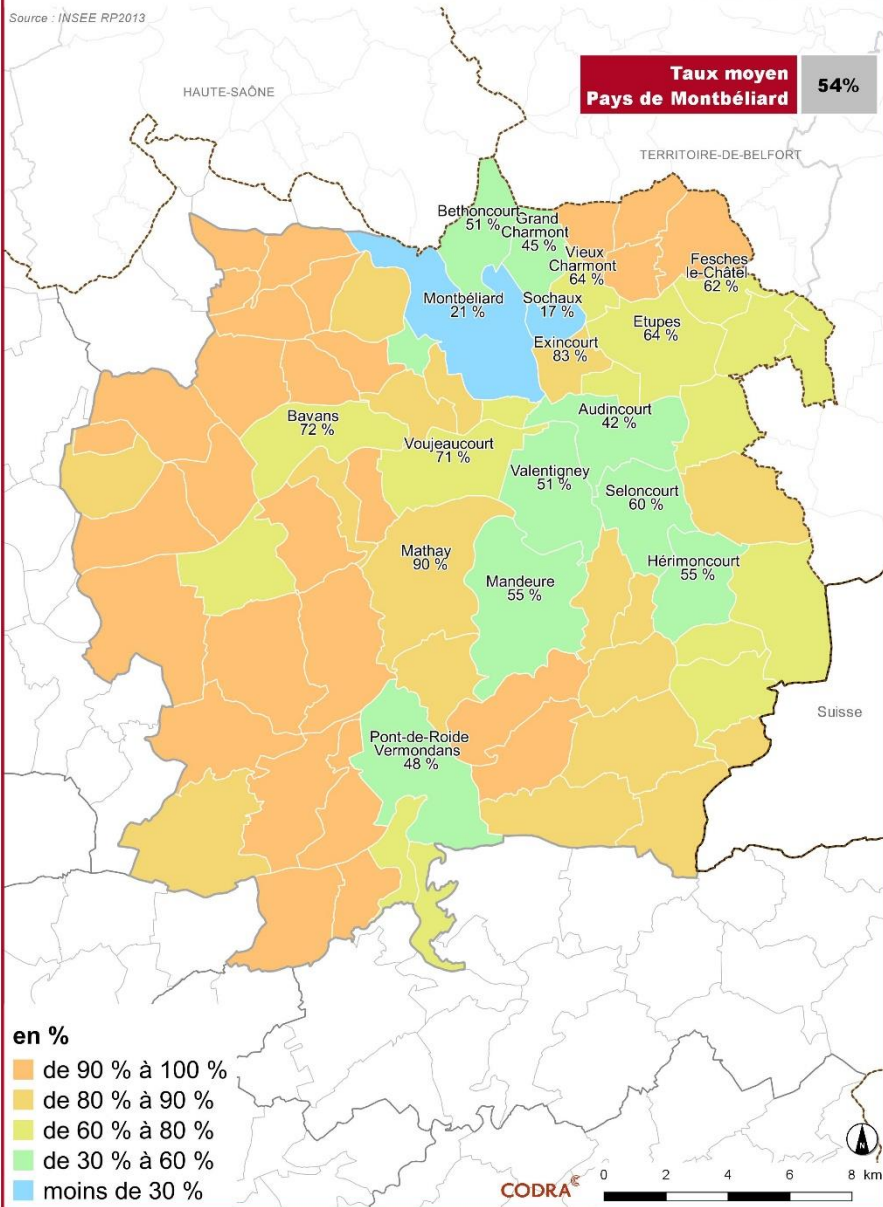 Source : INSEE RP2013
Taux moyen
Pays de Montbéliard
54%
HAUTE-SAÔNE
TERRITOIRE-DE-BELFORT
Bethoncourt
51 %
Grand
Charmont
45 %
Vieux
Charmont
64 %
Fesches
le-Châtel
62 %
Montbéliard
21 %
Sochaux
17 %
Etupes
64 %
Exincourt
83 %
Bavans
72 %
Audincourt
42 %
Voujeaucourt
71 %
Valentigney
51 %
Seloncourt
60 %
Mathay
90 %
Mandeure
55 %
Hérimoncourt
55 %
Suisse
Pont-de-Roide
Vermondans
48 %
en %
de 90 % à 100 %
de 80 % à 90 %
de 60 % à 80 %
de 30 % à 60 %
moins de 30 %
CODRA
N
0 2 4 6 8 km